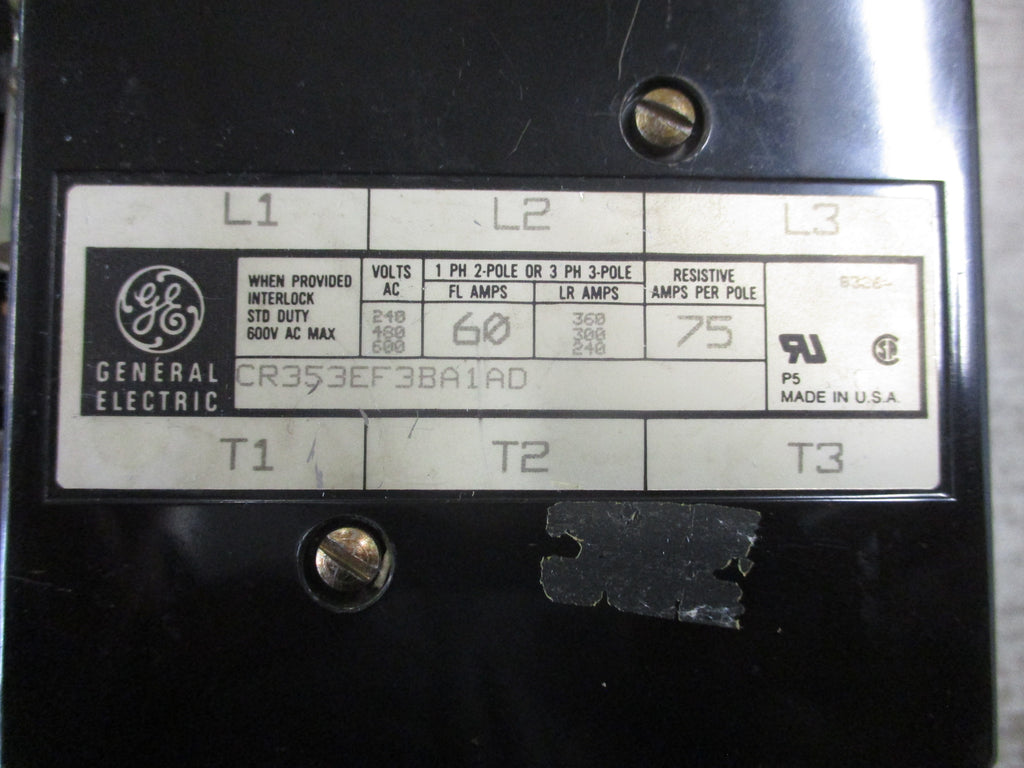 L1 L2 L3
GE
GENERAL
ELECTRIC
WHEN PROVIDED
INTERLOCK
STD DUTY
600V AC MAX
VOLTS
AC
240
480
600
1 PH 2-POLE OR 3 PH 3-POLE
FL AMPS
60
LR AMPS
360
300
240
RESISTIVE
AMPS PER POLE
75
CR353EF3BA1AD
P5
MADE IN U.S.A.
T1 T2 T3